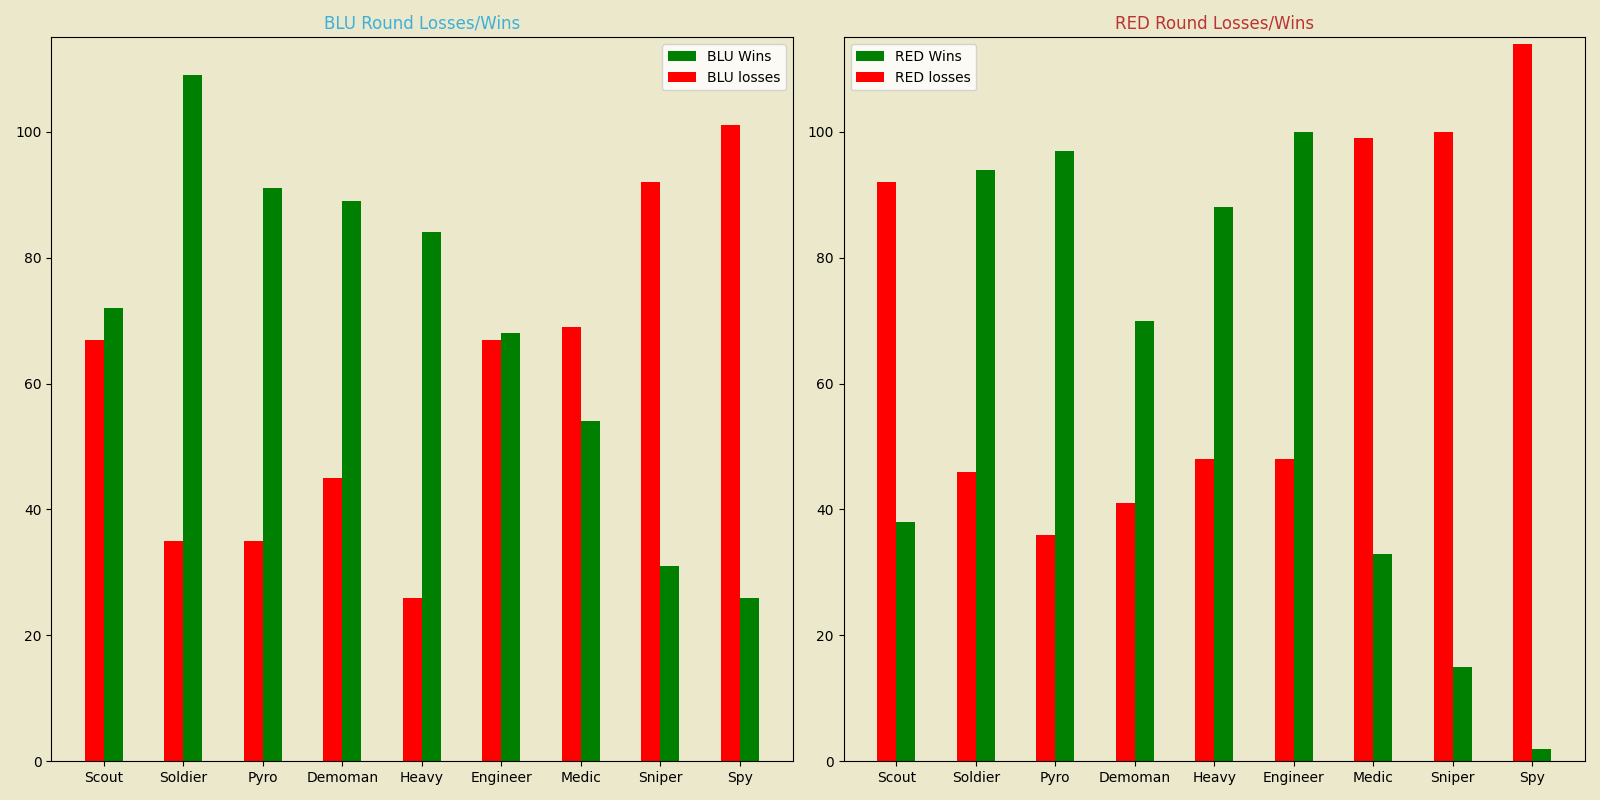 BLU Round Losses/Wins
BLU Wins
BLU losses
100
80
60
40
20
0
Scout Soldier Pyro Demoman Heavy Engineer Medic Sniper Spy
RED Round Losses/Wins
RED Wins
RED losses
100
80
60
40
20
0
Scout Soldier Pyro Demoman Heavy Engineer Medic Sniper Spy